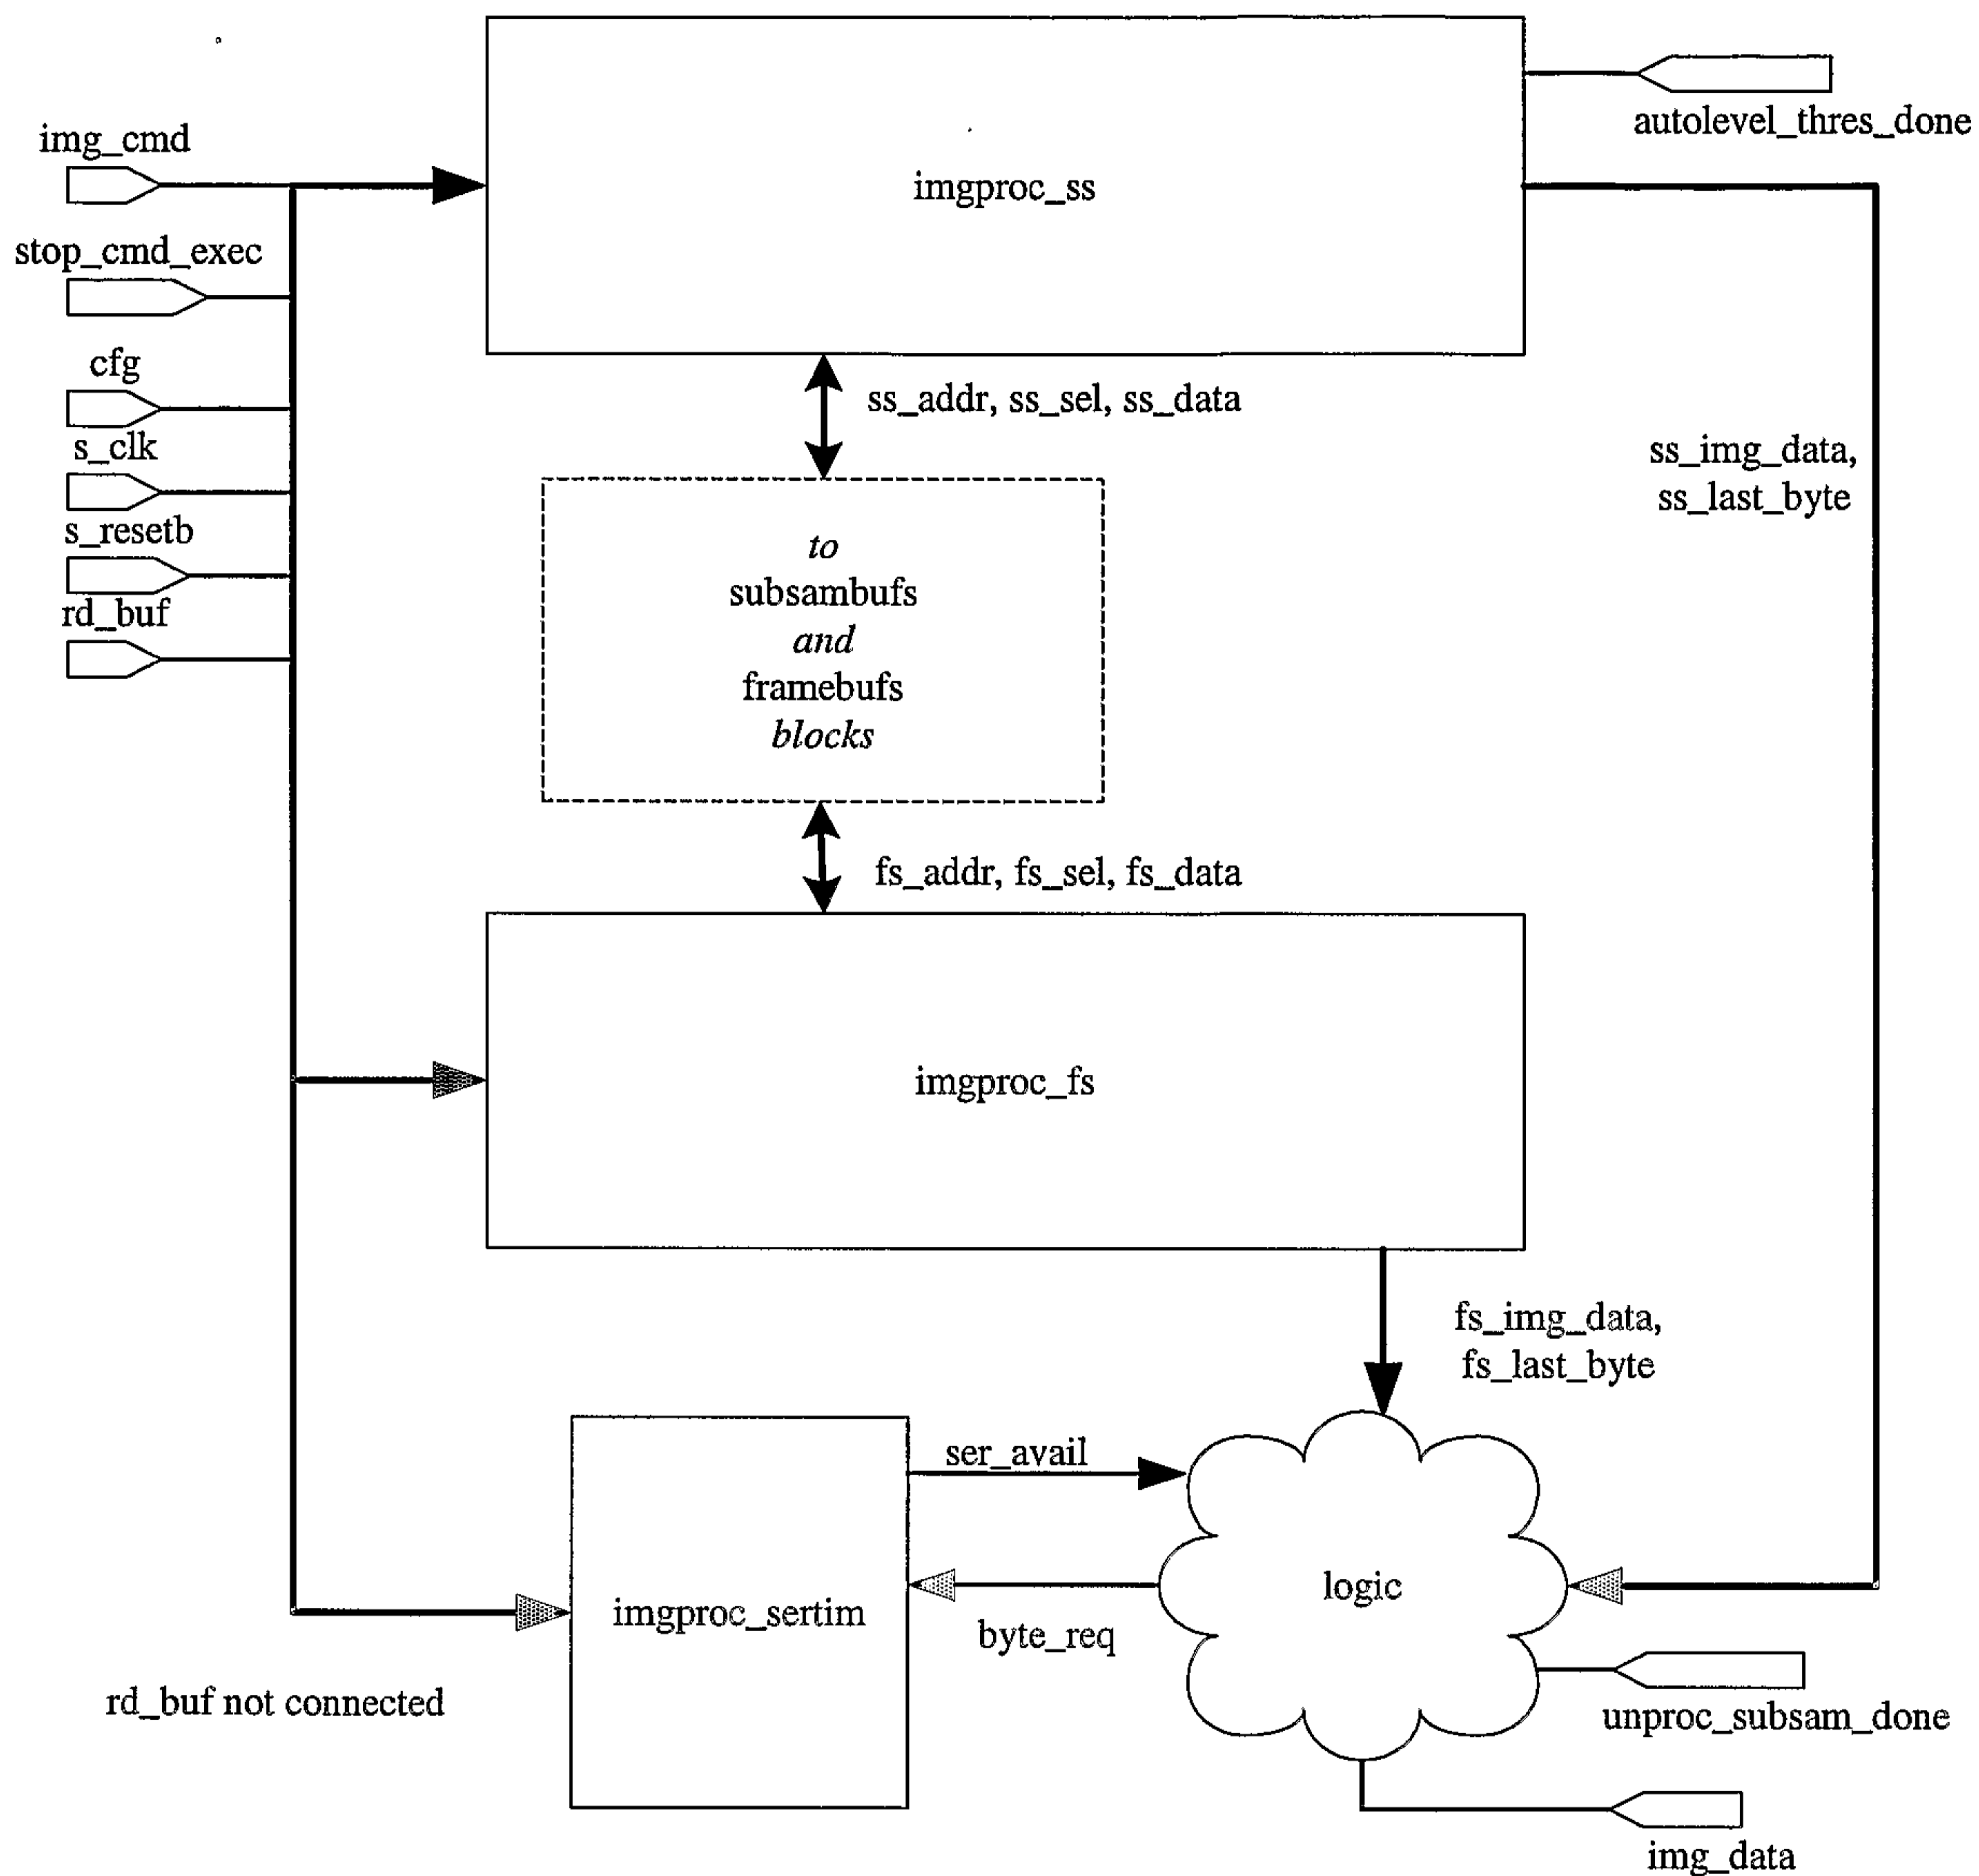 autolevel_thres_done
img_cmd
imgproc_ss
stop_cmd_exec
cfg
s_clk
s_resetb
rd_buf
ss_addr, ss_sel, ss_data
ss_img_data,
ss_last_byte
to
subsambufs
and
framebufs
blocks
fs_addr, fs_sel, fs_data
imgproc_fs
fs_img_data,
fs_last_byte
ser_avail
logic
imgproc_sertim
byte_req
rd_buf not connected
unproc_subsam_done
img_data